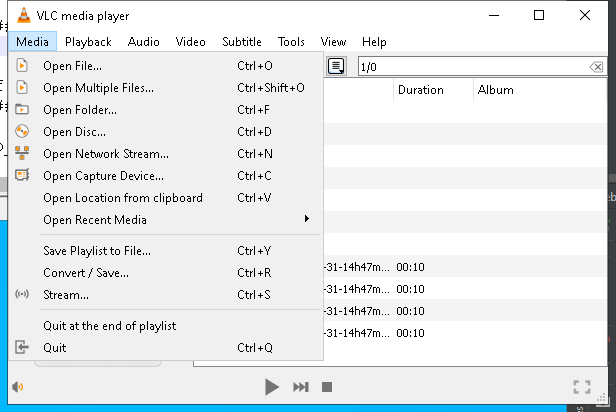 VLC media player
Media Playback Audio Video Subtitle Tools View Help
Open File... Ctrl+O
1/0
Open Multiple Files... Ctrl+Shift+O
Duration Album
Open Folder... Ctrl+F
Open Disc... Ctrl+D
Open Network Stream... Ctrl+N
Open Capture Device... Ctrl+C
Open Location from clipboard Ctrl+V
Open Recent Media
Save Playlist to File... Ctrl+Y
-31-14h47m... 00:10
Convert / Save... Ctrl+R
-31-14h47m... 00:10
Stream... Ctrl+S
-31-14h47m... 00:10
Quit at the end of playlist
-31-14h47m... 00:10
Quit Ctrl+Q